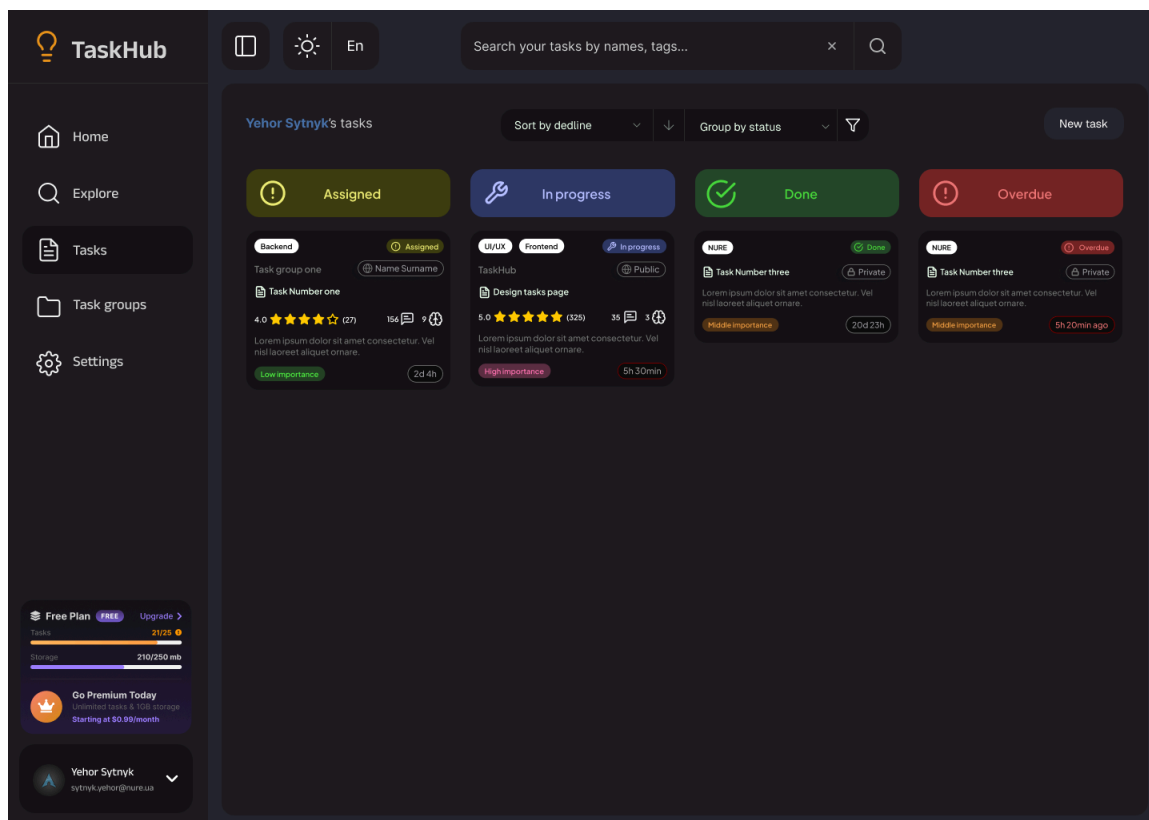 TaskHub
En
Search your tasks by names, tags...
Home
Explore
Tasks
Task groups
Settings
Free Plan FREE Upgrade
Tasks 21/25
Storage 210/250 mb
Go Premium Today
Unlimited tasks & 1GB storage
Starting at $0.99/month
Yehor Sytnyk
sytnyk.yehor@nure.ua
Yehor Sytnyk's tasks
Sort by dedline
Group by status
New task
Assigned
Backend Assigned
Task group one Name Surname
Task Number one
4.0 (27) 156 9
Lorem ipsum dolor sit amet consectetur. Vel
nisl laoreet aliquet ornare.
Low importance 2d 4h
In progress
UI/UX Frontend In progress
TaskHub Public
Design tasks page
5.0 (325) 35 3
Lorem ipsum dolor sit amet consectetur. Vel
nisl laoreet aliquet ornare.
High importance 5h 30min
Done
NURE Done
Task Number three Private
Lorem ipsum dolor sit amet consectetur. Vel
nisl laoreet aliquet ornare.
Middle importance 20d 23h
Overdue
NURE Overdue
Task Number three Private
Lorem ipsum dolor sit amet consectetur. Vel
nisl laoreet aliquet ornare.
Middle importance 5h 20min ago